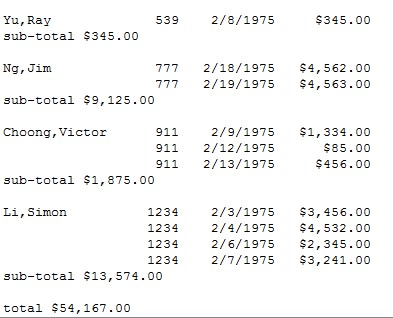 Yu,Ray 539 2/8/1975 $345.00
sub-total $345.00
Ng,Jim 777 2/18/1975 $4,562.00
777 2/19/1975 $4,563.00
sub-total $9,125.00
Choong,Victor 911 2/9/1975 $1,334.00
911 2/12/1975 $85.00
911 2/13/1975 $456.00
sub-total $1,875.00
Li,Simon 1234 2/3/1975 $3,456.00
1234 2/4/1975 $4,532.00
1234 2/6/1975 $2,345.00
1234 2/7/1975 $3,241.00
sub-total $13,574.00
total $54,167.00